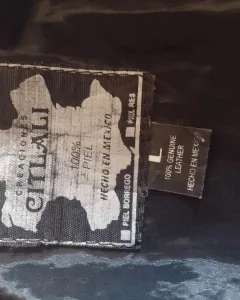 CREACIONES
CITLALI
100%
PIEL
HECHO EN MEXICO
PIEL RES
PIEL BORREGO
L
100% GENUINE
LEATHER
HECHO EN MEXICO